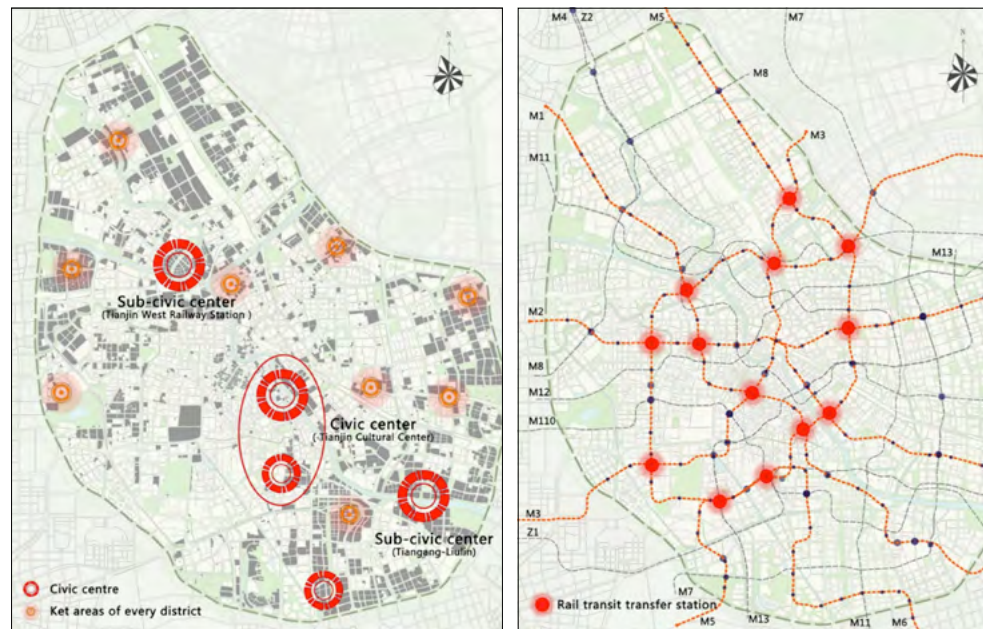 Sub-civic center
(Tianjin West Railway Station )
Civic center
(Tianjin Cultural Center)
Sub-civic center
(Tiangang-Liulin)
Civic centre
Ket areas of every district
N
M4
Z2
M5
M7
M8
M3
M1
M11
M13
M2
M8
M12
M110
M3
Z1
M7
M5
M13
M11
M6
Rail transit transfer station
N